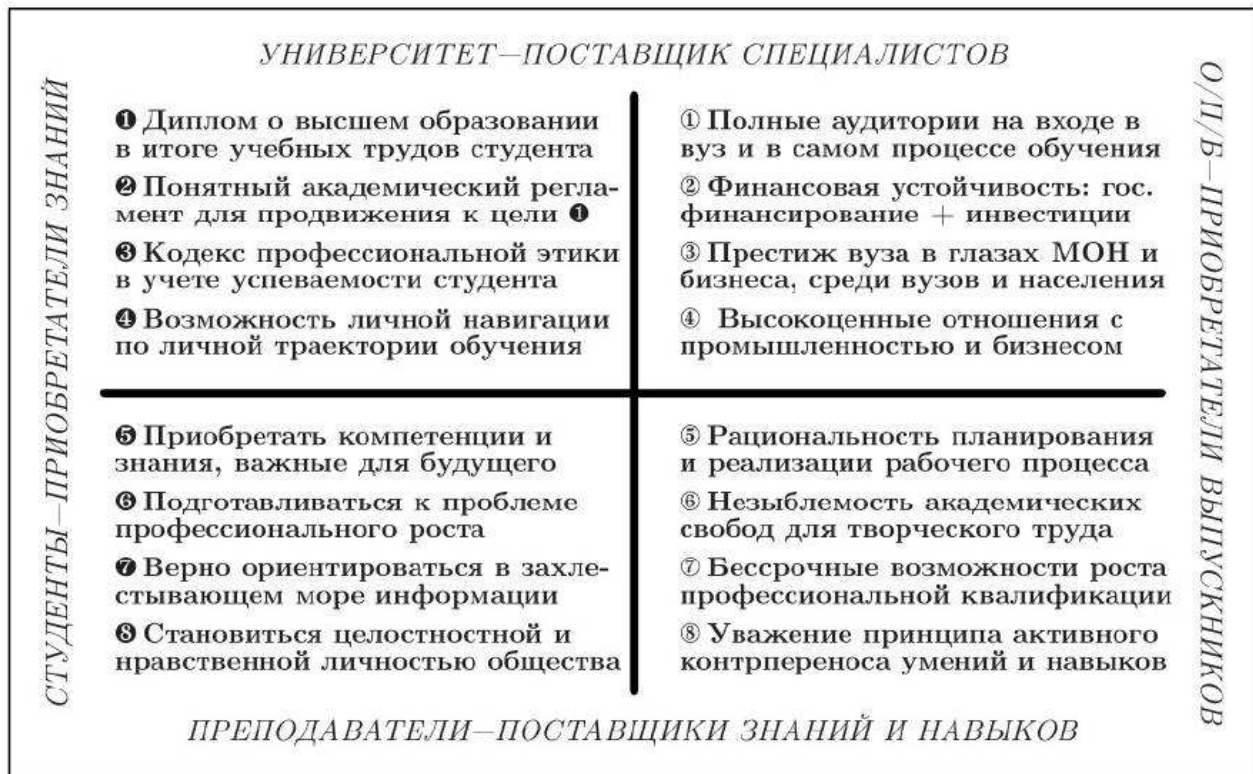 УНИВЕРСИТЕТ—ПОСТАВЩИК СПЕЦИАЛИСТОВ
СТУДЕНТЫ—ПРИОБРЕТАТЕЛИ ЗНАНИЙ
❶ Диплом о высшем образовании
в итоге учебных трудов студента
❷ Понятный академический регла-
мент для продвижения к цели ❶
❸ Кодекс профессиональной этики
в учете успеваемости студента
❹ Возможность личной навигации
по личной траектории обучения
① Полные аудитории на входе в
вуз и в самом процессе обучения
② Финансовая устойчивость: гос.
финансирование + инвестиции
③ Престиж вуза в глазах МОН и
бизнеса, среди вузов и населения
④ Высокоценные отношения с
промышленностью и бизнесом
❺ Приобретать компетенции и
знания, важные для будущего
❻ Подготавливаться к проблеме
профессионального роста
❼ Верно ориентироваться в захле-
стывающем море информации
❽ Становиться целостностной и
нравственной личностью общества
⑤ Рациональность планирования
и реализации рабочего процесса
⑥ Незыблемость академических
свобод для творческого труда
⑦ Бессрочные возможности роста
профессиональной квалификации
⑧ Уважение принципа активного
контрпереноса умений и навыков
О/П/Б—ПРИОБРЕТАТЕЛИ ВЫПУСКНИКОВ
ПРЕПОДАВАТЕЛИ—ПОСТАВЩИКИ ЗНАНИЙ И НАВЫКОВ